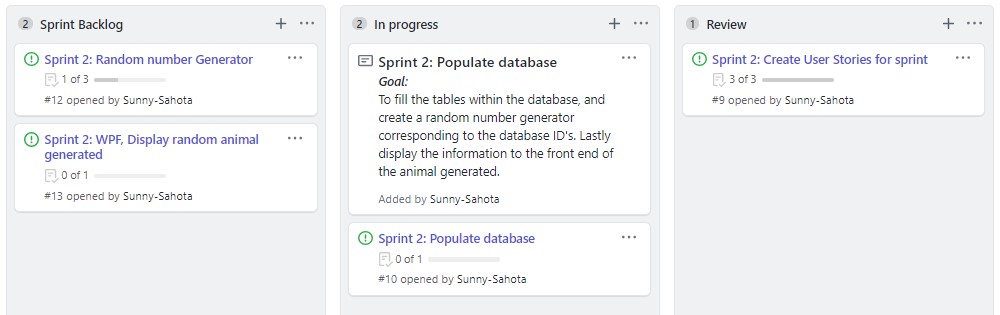 2 Sprint Backlog
Sprint 2: Random number Generator
1 of 3
#12 opened by Sunny-Sahota
Sprint 2: WPF, Display random animal
generated
0 of 1
#13 opened by Sunny-Sahota
2 In progress
Sprint 2: Populate database
Goal:
To fill the tables within the database, and
create a random number generator
corresponding to the database ID's. Lastly
display the information to the front end of
the animal generated.
Added by Sunny-Sahota
Sprint 2: Populate database
0 of 1
#10 opened by Sunny-Sahota
1 Review
Sprint 2: Create User Stories for sprint
3 of 3
#9 opened by Sunny-Sahota